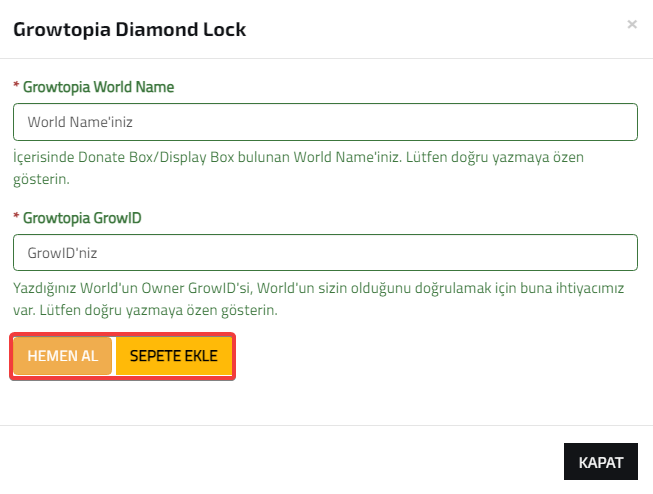 Growtopia Diamond Lock
×
* Growtopia World Name
World Name'iniz
İçerisinde Donate Box/Display Box bulunan World Name'iniz. Lütfen doğru yazmaya özen
gösterin.
* Growtopia GrowID
GrowID'niz
Yazdığınız World'un Owner GrowID'si, World'un sizin olduğunu doğrulamak için buna ihtiyacımız
var. Lütfen doğru yazmaya özen gösterin.
HEMEN AL SEPETE EKLE
KAPAT